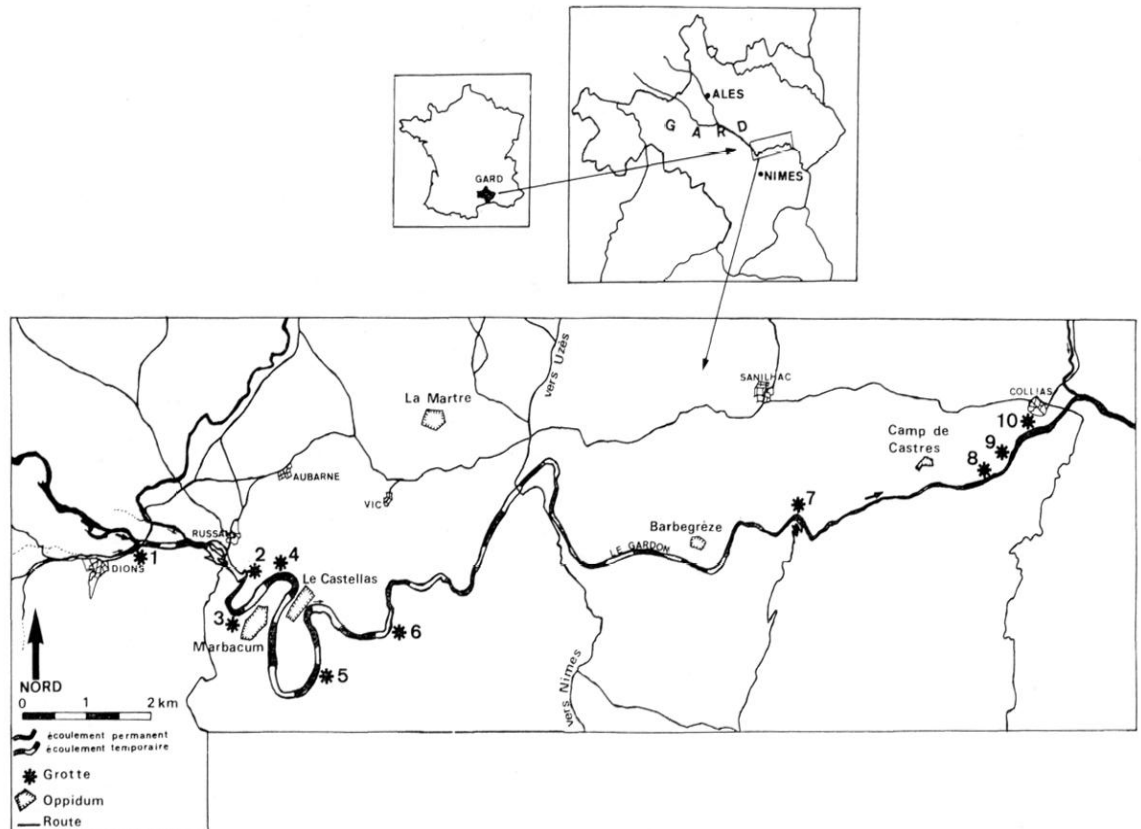 ALES
GARD
NIMES
GARD
vers Uzès
SANILHAC
COLLIAS
La Martre
10
Camp de
Castres
9
8
AUBARNE
VIC
7
RUSSAN
Barbegrèze
LE GARDON
1
DIONS
2
4
Le Castellas
3
Marbacum
6
5
vers Nimes
NORD
0 1 2 km
écoulement permanent
écoulement temporaire
Grotte
Oppidum
Route